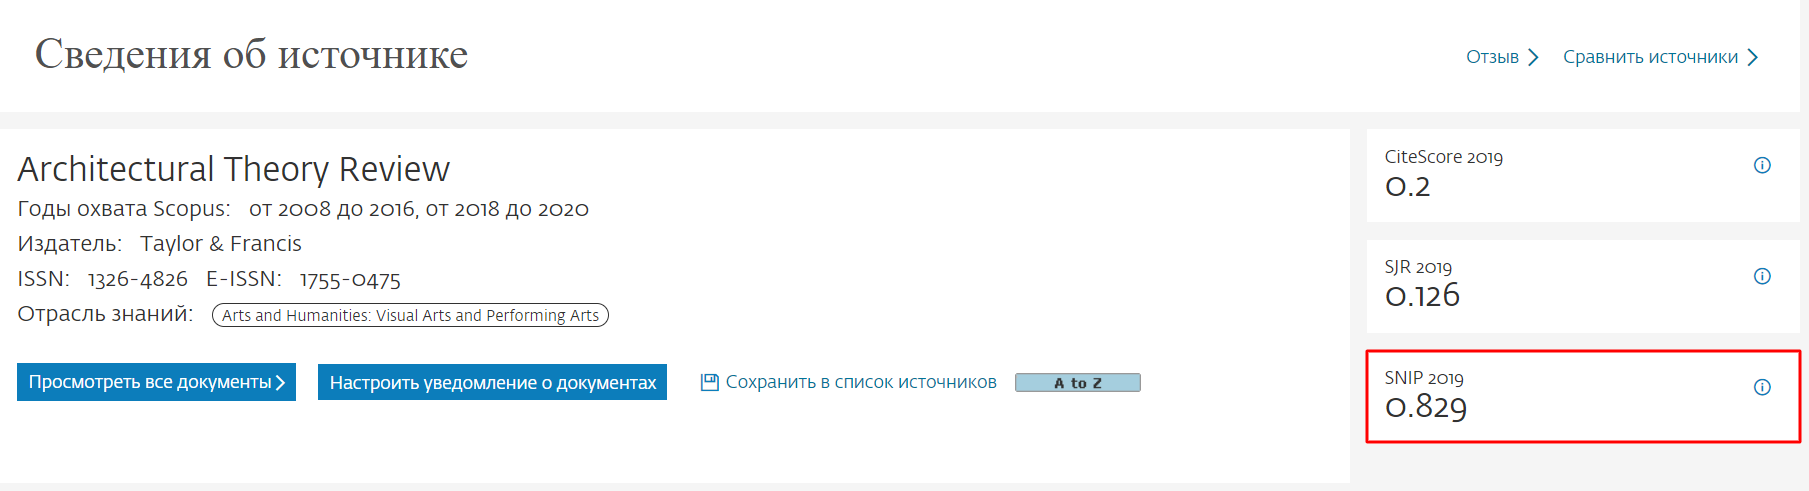 Сведения об источнике
Отзыв
Сравнить источники
Architectural Theory Review
Годы охвата Scopus: от 2008 до 2016, от 2018 до 2020
Издатель: Taylor & Francis
ISSN: 1326-4826 E-ISSN: 1755-0475
Отрасль знаний: Arts and Humanities: Visual Arts and Performing Arts
Просмотреть все документы
Настроить уведомление о документах
Сохранить в список источников
A to Z
CiteScore 2019
0.2
SJR 2019
0.126
SNIP 2019
0.829